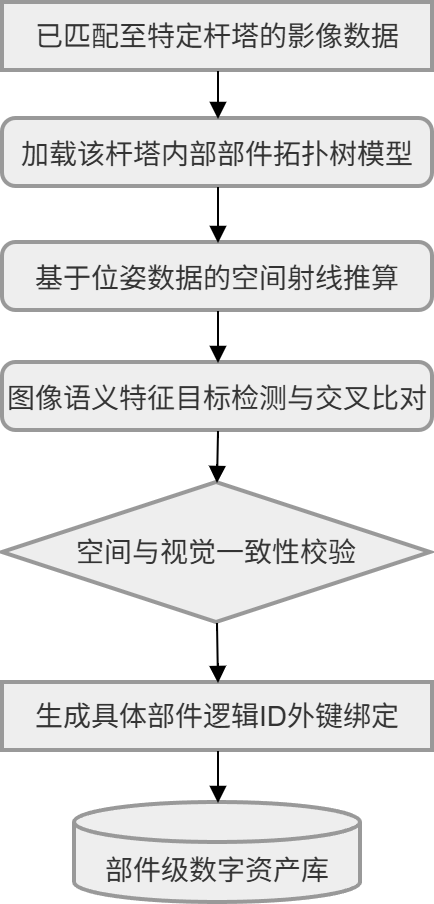 已匹配至特定杆塔的影像数据
加载该杆塔内部部件拓扑树模型
基于位姿数据的空间射线推算
图像语义特征目标检测与交叉比对
空间与视觉一致性校验
生成具体部件逻辑ID外键绑定
部件级数字资产库